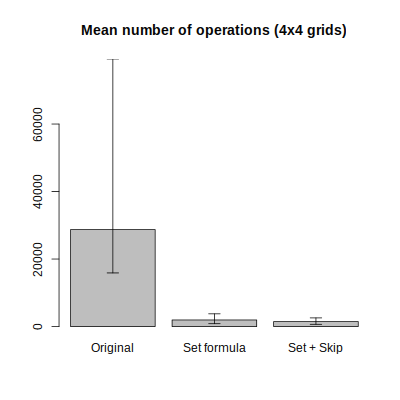 Mean number of operations (4x4 grids)
60000
40000
20000
0
Original Set formula Set + Skip